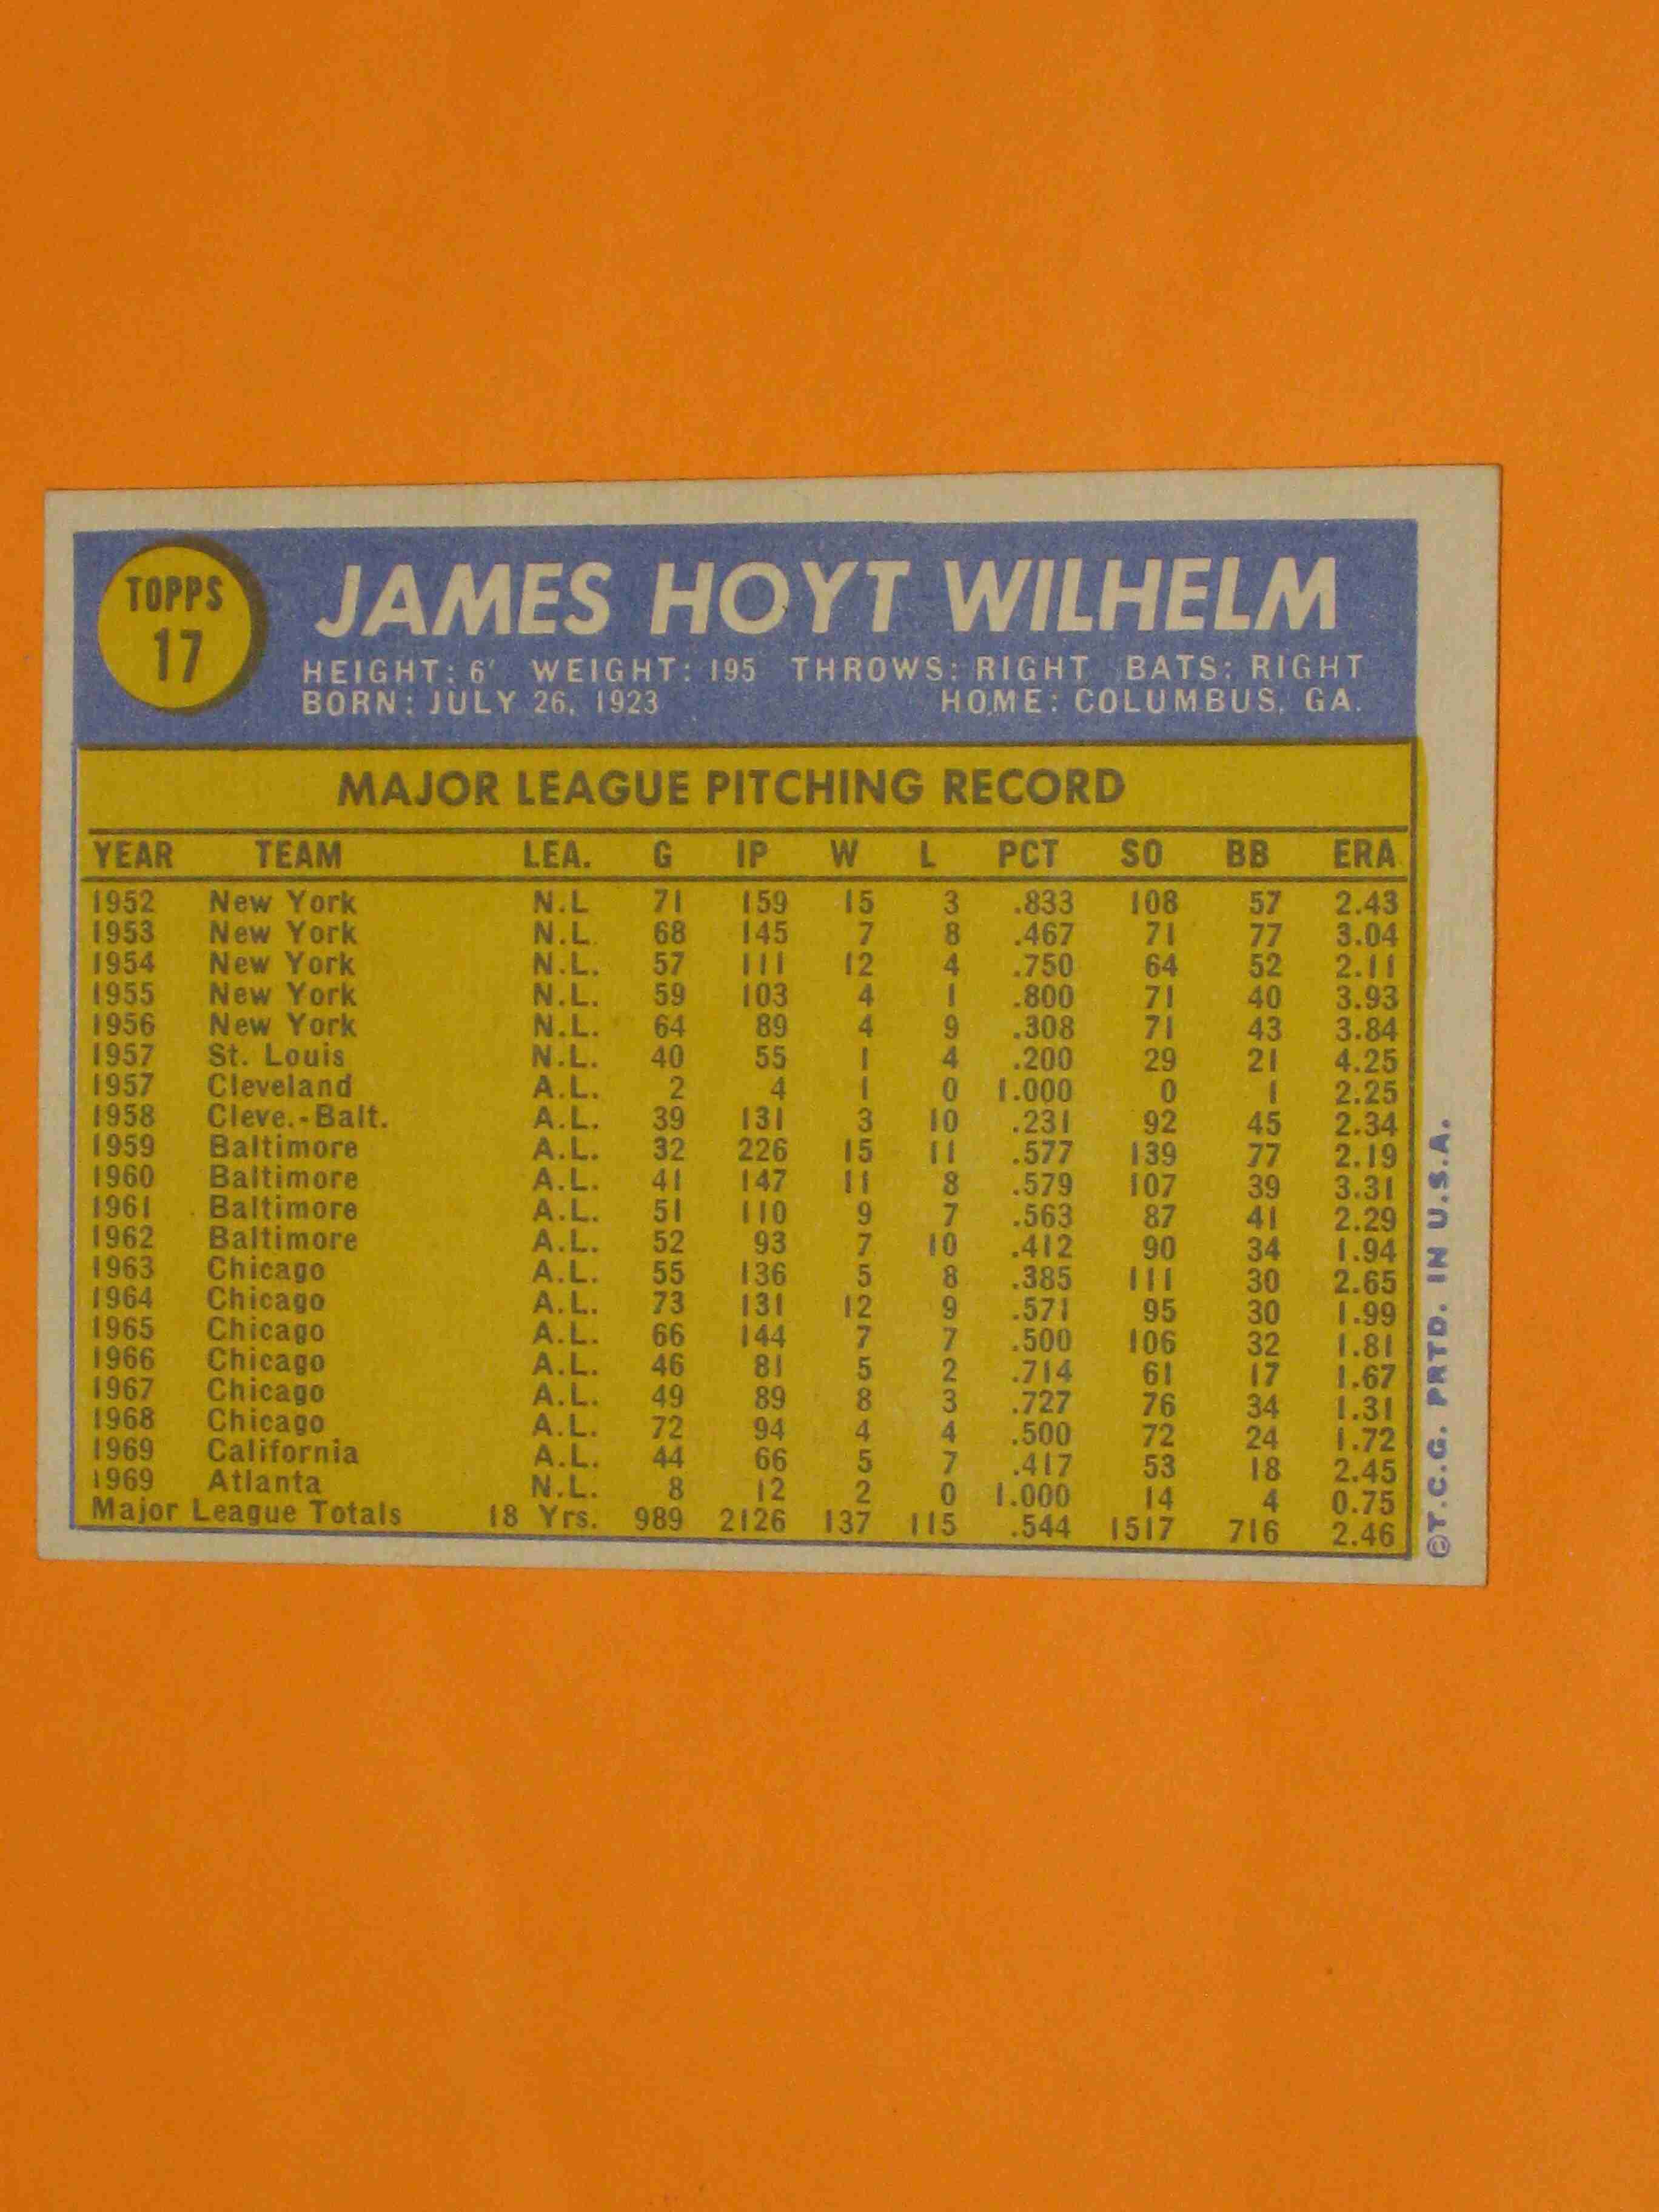 TOPPS
17
JAMES HOYT WILHELM
HEIGHT: 6' WEIGHT: 195 THROWS: RIGHT BATS: RIGHT
BORN: JULY 26, 1923 HOME: COLUMBUS, GA.
MAJOR LEAGUE PITCHING RECORD
YEAR TEAM LEA. G IP W L PCT SO BB ERA
1952 New York N.L 71 159 15 3 .833 108 57 2.43
1953 New York N.L. 68 145 7 8 .467 71 77 3.04
1954 New York N.L. 57 111 12 4 .750 64 52 2.11
1955 New York N.L. 59 103 4 1 .800 71 40 3.93
1956 New York N.L. 64 89 4 9 .308 71 43 3.84
1957 St. Louis N.L. 40 55 1 4 .200 29 21 4.25
1957 Cleveland A.L. 2 4 1 0 1.000 0 1 2.25
1958 Cleve.-Balt. A.L. 39 131 3 10 .231 92 45 2.34
1959 Baltimore A.L. 32 226 15 11 .577 139 77 2.19
1960 Baltimore A.L. 41 147 11 8 .579 107 39 3.31
1961 Baltimore A.L. 51 110 9 7 .563 87 41 2.29
1962 Baltimore A.L. 52 93 7 10 .412 90 34 1.94
1963 Chicago A.L. 55 136 5 8 .385 111 30 2.65
1964 Chicago A.L. 73 131 12 9 .571 95 30 1.99
1965 Chicago A.L. 66 144 7 7 .500 106 32 1.81
1966 Chicago A.L. 46 81 5 2 .714 61 17 1.67
1967 Chicago A.L. 49 89 8 3 .727 76 34 1.31
1968 Chicago A.L. 72 94 4 4 .500 72 24 1.72
1969 California A.L. 44 66 5 7 .417 53 18 2.45
1969 Atlanta N.L. 8 12 2 0 1.000 14 4 0.75
Major League Totals 18 Yrs. 989 2126 137 115 .544 1517 716 2.46
©T.C.G. PRTD. IN U.S.A.